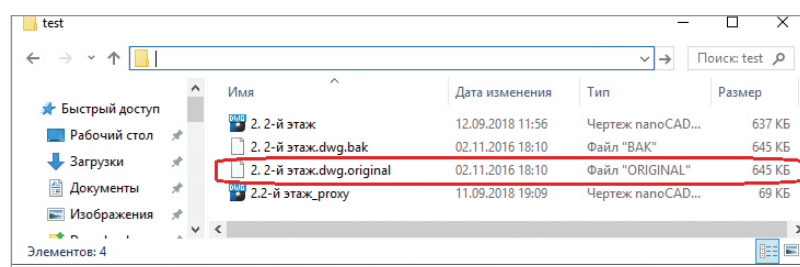 test
Поиск: test
Быстрый доступ
Рабочий стол
Загрузки
Документы
Изображения
Имя Дата изменения Тип Размер
2. 2-й этаж 12.09.2018 11:56 Чертеж nanoCAD... 637 КБ
2. 2-й этаж.dwg.bak 02.11.2016 18:10 Файл "BAK" 645 КБ
2. 2-й этаж.dwg.original 02.11.2016 18:10 Файл "ORIGINAL" 645 КБ
2.2-й этаж_proxy 11.09.2018 19:09 Чертеж nanoCAD... 69 КБ
Элементов: 4